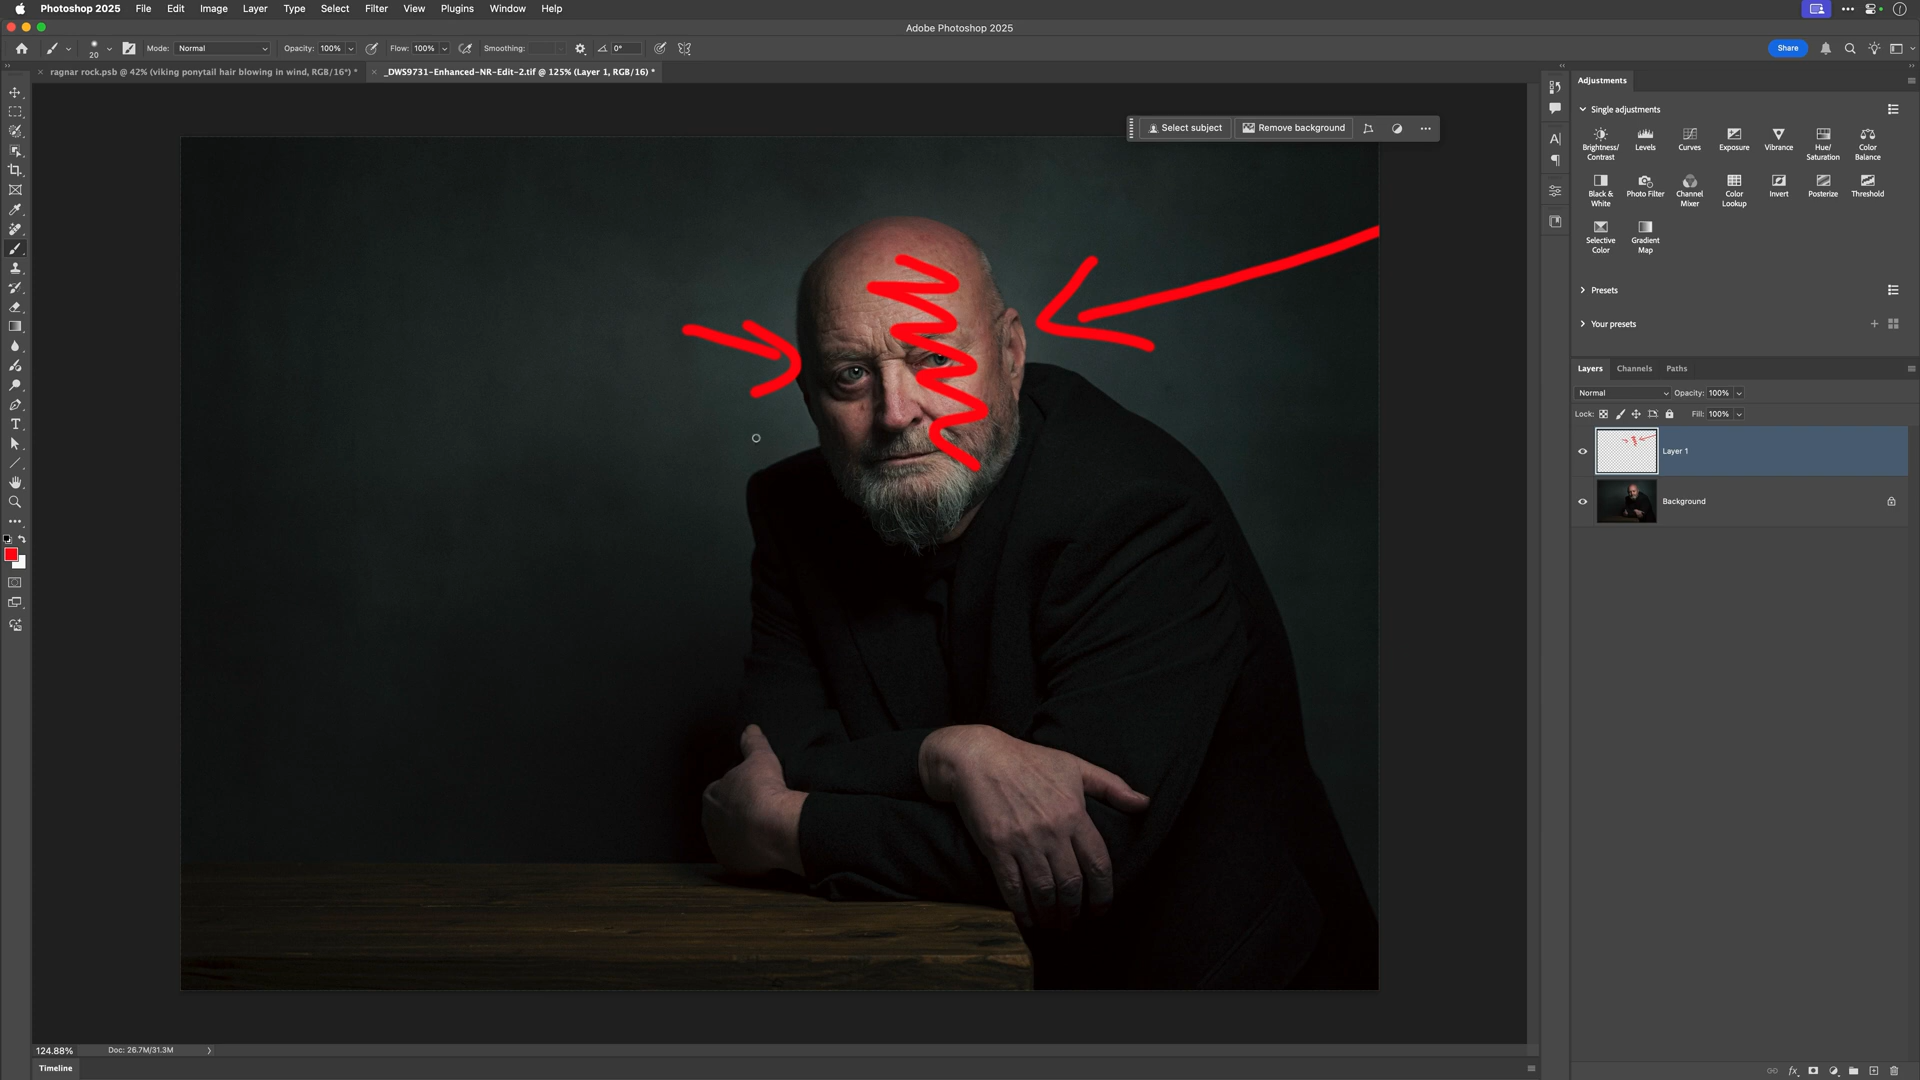 Photoshop 2025 File Edit Image Layer Type Select Filter View Plugins Window Help
Adobe Photoshop 2025
20 Mode: Normal Opacity: 100% Flow: 100% Smoothing: 0° Share
ragnar rock.psb @ 42% (viking ponytail hair blowing in wind, RGB/16*) * _DWS9731-Enhanced-NR-Edit-2.tif @ 125% (Layer 1, RGB/16) *
Select subject Remove background
Adjustments
Single adjustments
Brightness/ Contrast Levels Curves Exposure Vibrance Hue/ Saturation Color Balance
Black & White Photo Filter Channel Mixer Color Lookup Invert Posterize Threshold
Selective Color Gradient Map
Presets
Your presets
Layers Channels Paths
Normal Opacity: 100%
Lock: Fill: 100%
Layer 1
Background
124.88% Doc: 26.7M/31.3M
Timeline